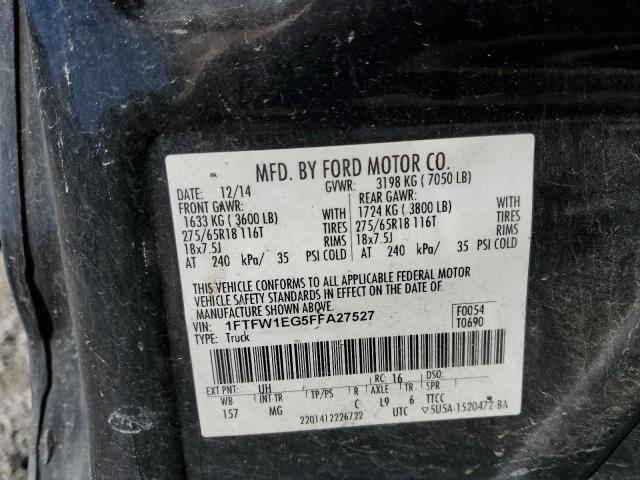 MFD. BY FORD MOTOR CO.
DATE: 12/14 GVWR: 3198 KG ( 7050 LB)
FRONT GAWR: REAR GAWR:
1633 KG ( 3600 LB) WITH 1724 KG ( 3800 LB) WITH
275/65R18 116T TIRES 275/65R18 116T TIRES
18x7.5J RIMS 18x7.5J RIMS
AT 240 kPa/ 35 PSI COLD AT 240 kPa/ 35 PSI COLD
THIS VEHICLE CONFORMS TO ALL APPLICABLE FEDERAL MOTOR
VEHICLE SAFETY STANDARDS IN EFFECT ON THE DATE OF
MANUFACTURE SHOWN ABOVE.
VIN: 1FTFW1EG5FFA27527 F0054
TYPE: Truck T0690
EXT PNT: UH RC: 16 DSO:
WB INT TR TP/PS R AXLE TR SPR
157 MG C L9 6 TTCC
2201412226722 UTC ▽5U5A-1520472-BA